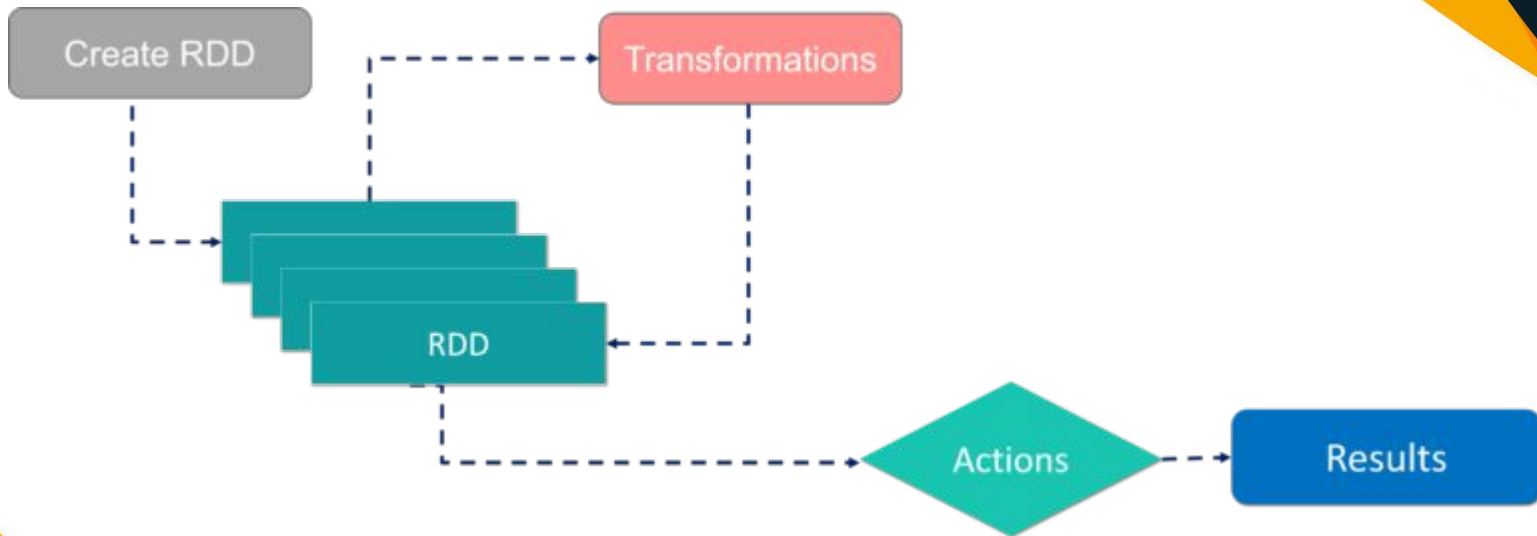 Create RDD
Transformations
RDD
Actions
Results